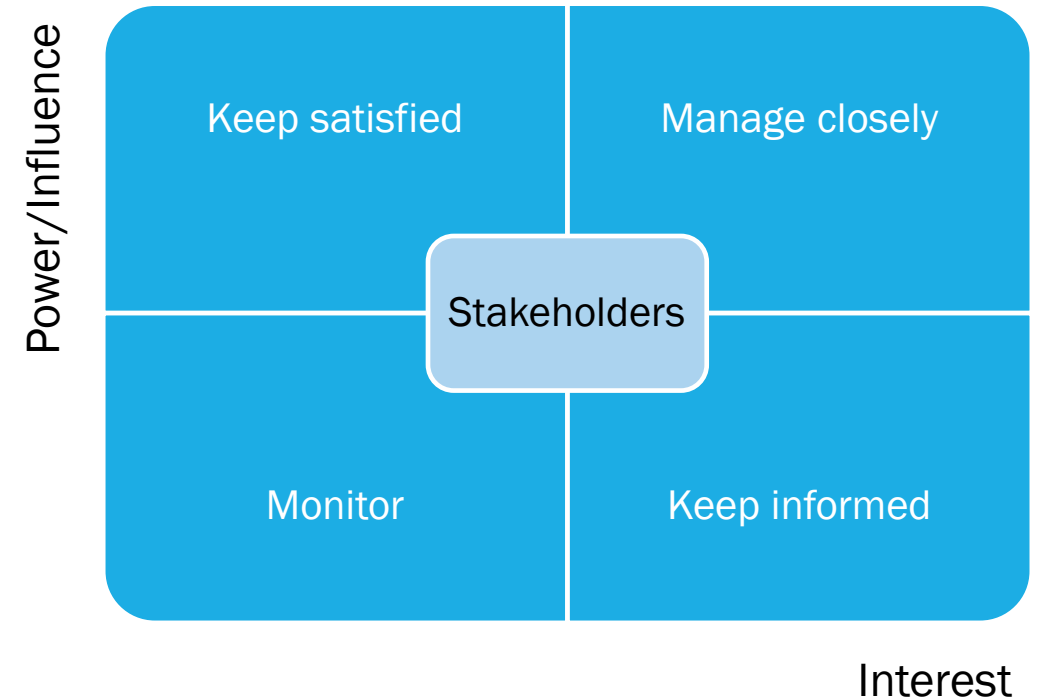 Power/Influence
Keep satisfied
Manage closely
Stakeholders
Monitor
Keep informed
Interest